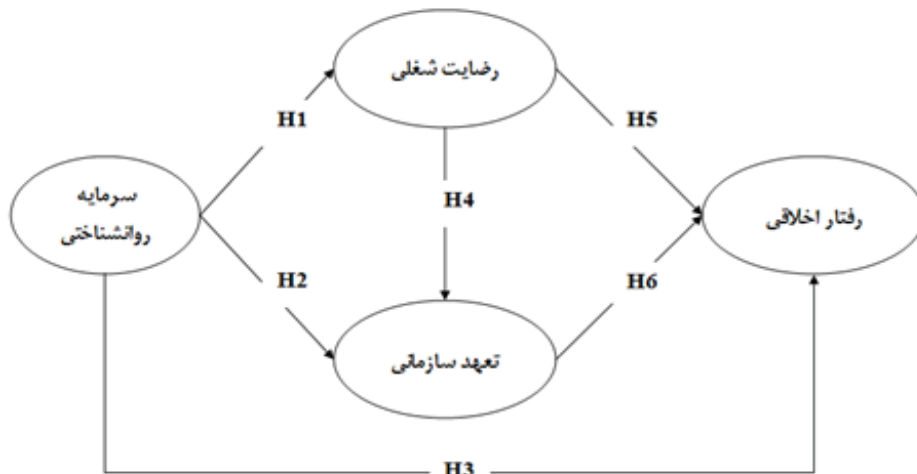 رضایت شغلی
H1
H5
سرمایه
روانشناختی
H4
رفتار اخلاقی
H2
H6
تعهد سازمانی
H3